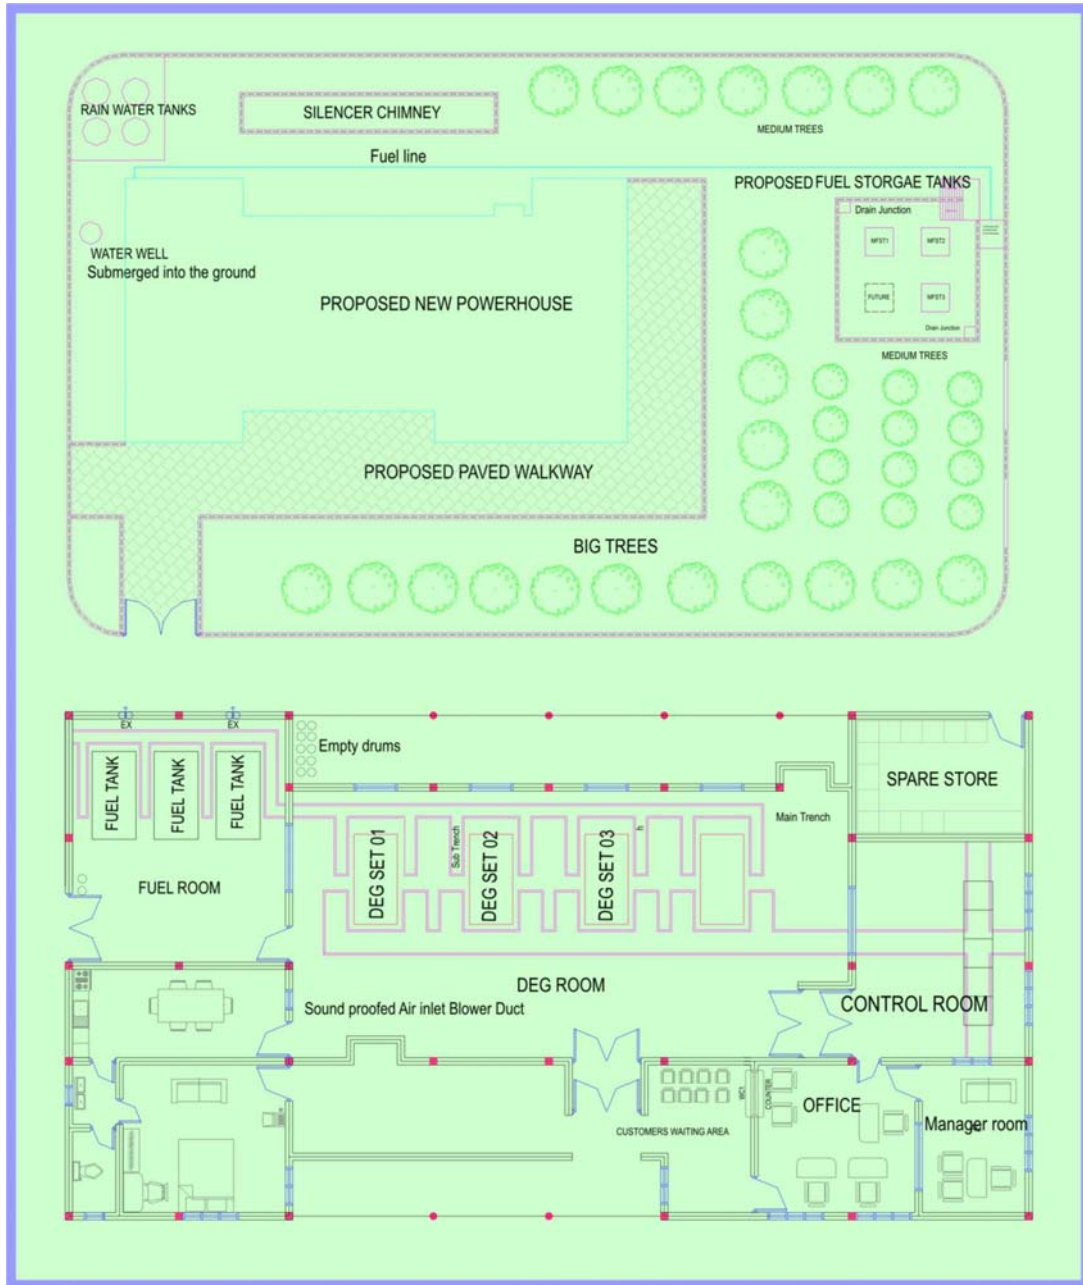 RAIN WATER TANKS
SILENCER CHIMNEY
MEDIUM TREES
Fuel line
PROPOSED FUEL STORGAE TANKS
Drain Junction
MFST1
MFST2
WATER WELL
Submerged into the ground
FUTURE
MFST3
PROPOSED NEW POWERHOUSE
Drain Junction
MEDIUM TREES
PROPOSED PAVED WALKWAY
BIG TREES
EX
EX
Empty drums
FUEL TANK
FUEL TANK
FUEL TANK
SPARE STORE
Main Trench
DEG SET 01
Sub Trench
DEG SET 02
DEG SET 03
FUEL ROOM
DEG ROOM
Sound proofed Air inlet Blower Duct
CONTROL ROOM
COUNTER
OFFICE
CUSTOMERS WAITING AREA
Manager room